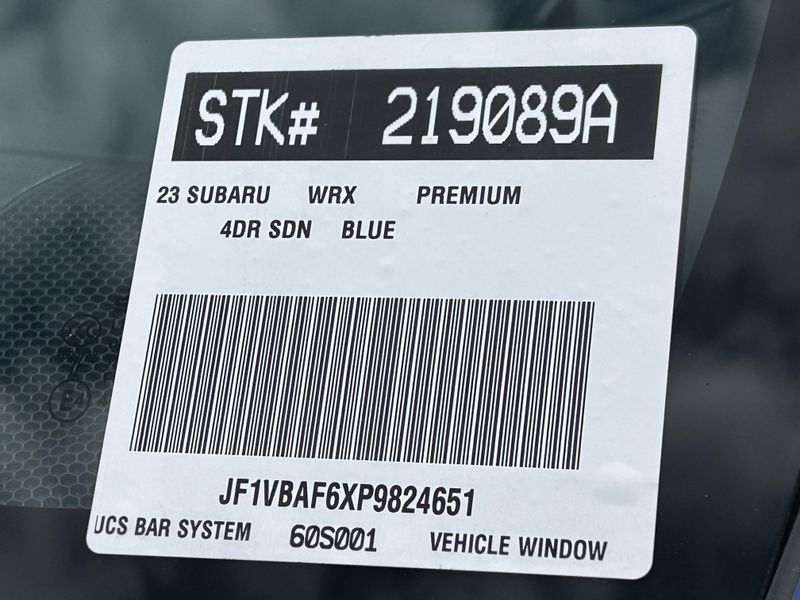 STK# 219089A
23 SUBARU WRX PREMIUM
4DR SDN BLUE
JF1VBAF6XP9824651
UCS BAR SYSTEM 60S001 VEHICLE WINDOW